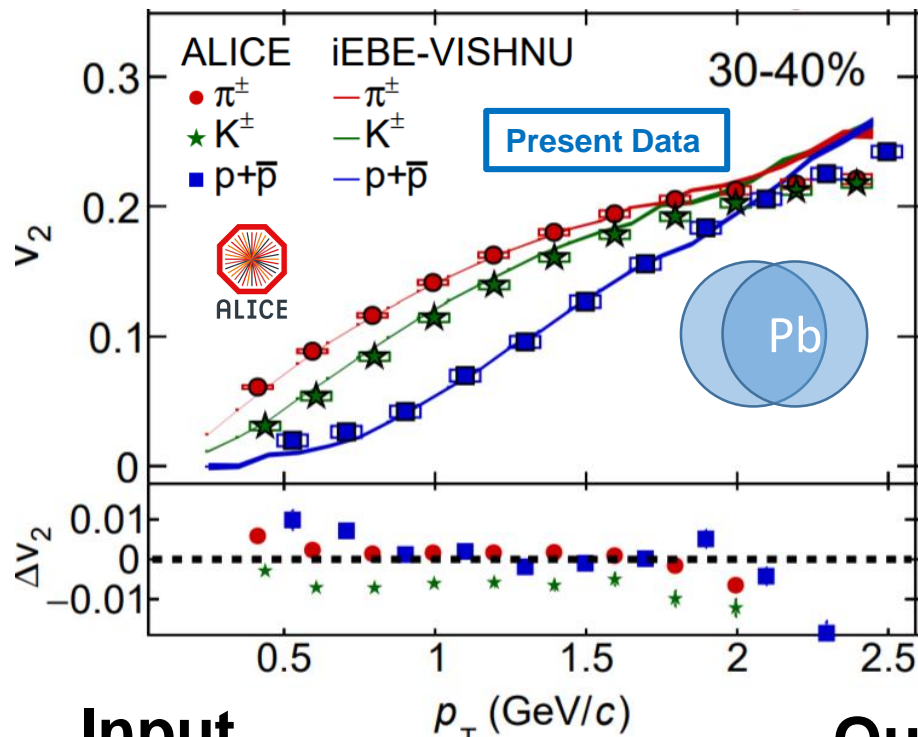 ALICE iEBE-VISHNU 30-40%
π± π±
K± K±
p+p̅ p+p̅
Present Data
ALICE
Pb
v₂
0.3
0.2
0.1
0
Δv₂
0.01
0
−0.01
0.5 1 1.5 2 2.5
p_T (GeV/c)
Input